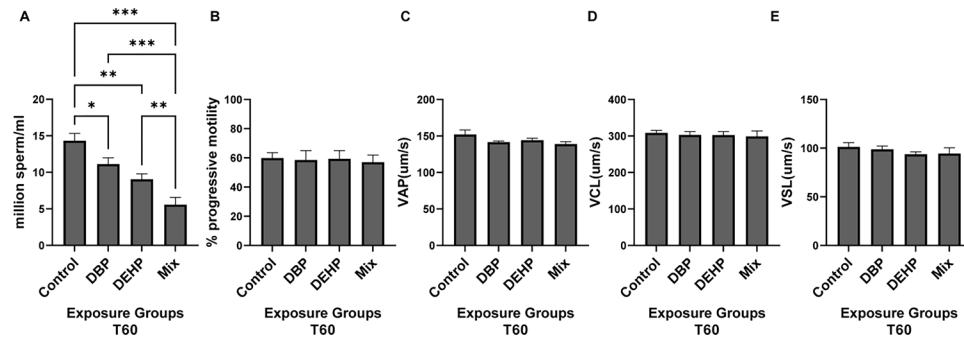 A
***
***
**
*
**
million sperm/ml
20
15
10
5
0
Control
DBP
DEHP
Mix
Exposure Groups
T60
B
% progressive motility
100
80
60
40
20
0
Control
DBP
DEHP
Mix
Exposure Groups
T60
C
VAP(um/s)
200
150
100
50
0
Control
DBP
DEHP
Mix
Exposure Groups
T60
D
VCL(um/s)
400
300
200
100
0
Control
DBP
DEHP
Mix
Exposure Groups
T60
E
VSL(um/s)
150
100
50
0
Control
DBP
DEHP
Mix
Exposure Groups
T60